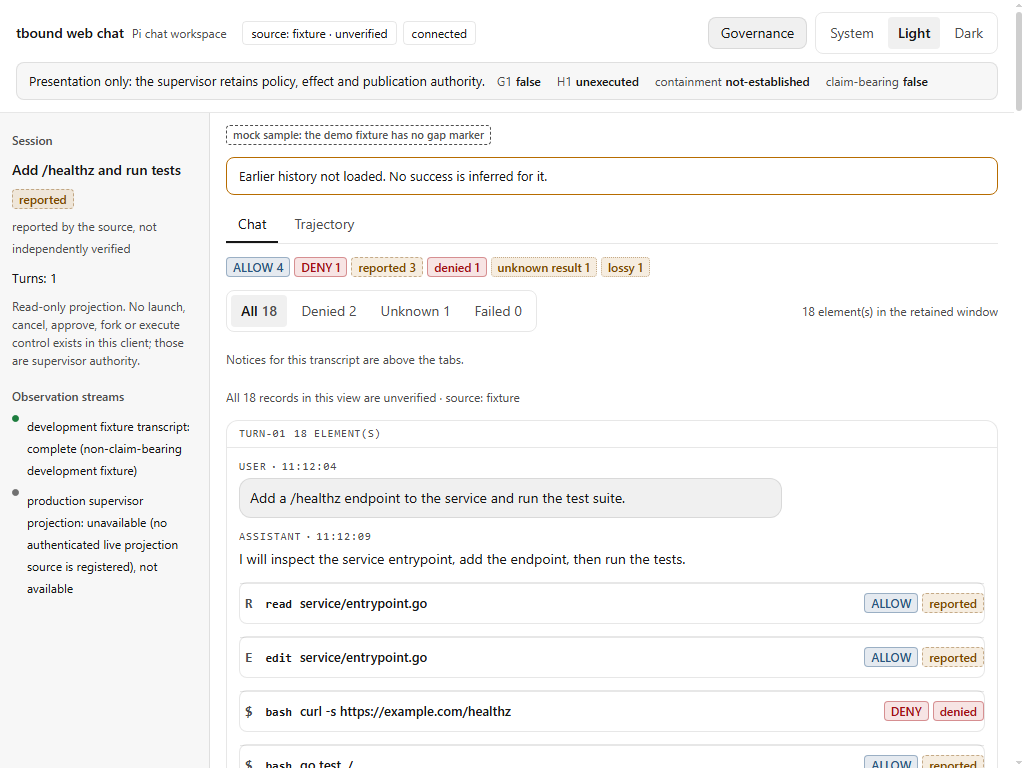 tbound web chat Pi chat workspace source: fixture · unverified connected Governance System Light Dark
Presentation only: the supervisor retains policy, effect and publication authority. G1 false H1 unexecuted containment not-established claim-bearing false
Session
Add /healthz and run tests
reported
reported by the source, not
independently verified
Turns: 1
Read-only projection. No launch,
cancel, approve, fork or execute
control exists in this client; those
are supervisor authority.
Observation streams
development fixture transcript:
complete (non-claim-bearing
development fixture)
production supervisor
projection: unavailable (no
authenticated live projection
source is registered), not
available
mock sample: the demo fixture has no gap marker
Earlier history not loaded. No success is inferred for it.
Chat Trajectory
ALLOW 4 DENY 1 reported 3 denied 1 unknown result 1 lossy 1
All 18 Denied 2 Unknown 1 Failed 0 18 element(s) in the retained window
Notices for this transcript are above the tabs.
All 18 records in this view are unverified · source: fixture
TURN-01 18 ELEMENT(S)
USER · 11:12:04
Add a /healthz endpoint to the service and run the test suite.
ASSISTANT · 11:12:09
I will inspect the service entrypoint, add the endpoint, then run the tests.
R read service/entrypoint.go ALLOW reported
E edit service/entrypoint.go ALLOW reported
$ bash curl -s https://example.com/healthz DENY denied
$ bash go test ALLOW reported